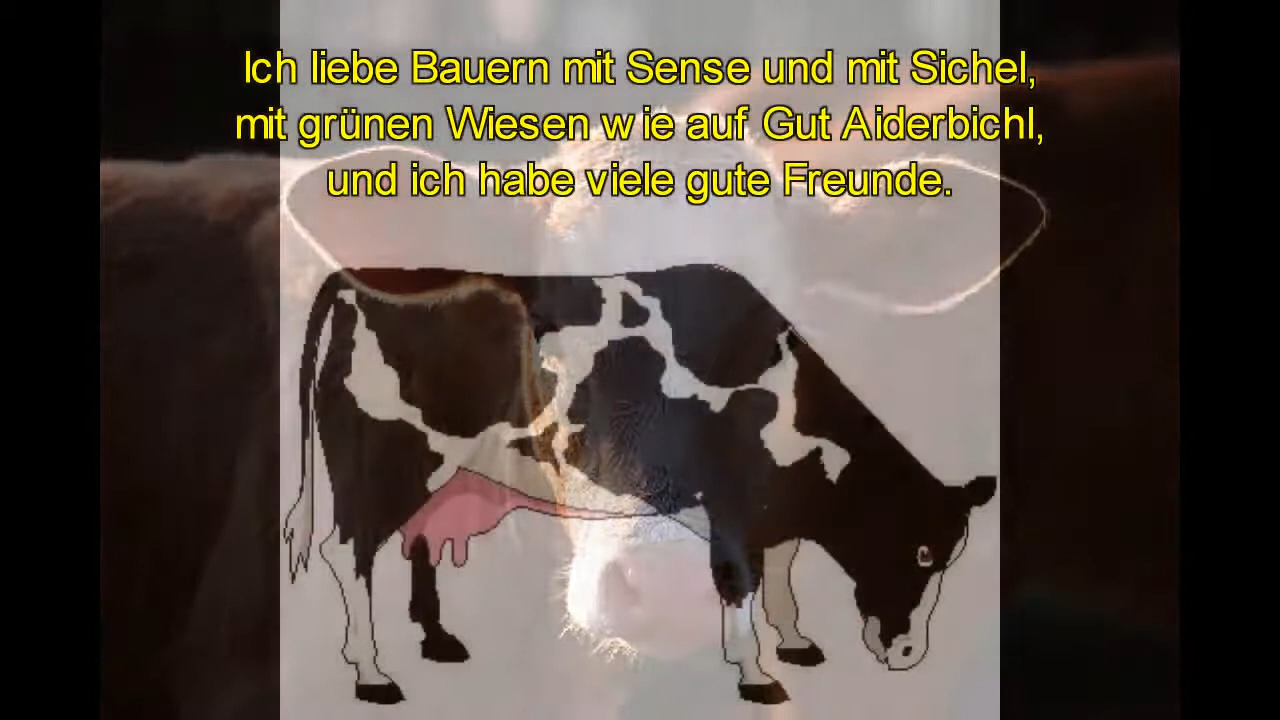 Ich liebe Bauern mit Sense und mit Sichel,
mit grünen Wiesen wie auf Gut Aiderbichl,
und ich habe viele gute Freunde.